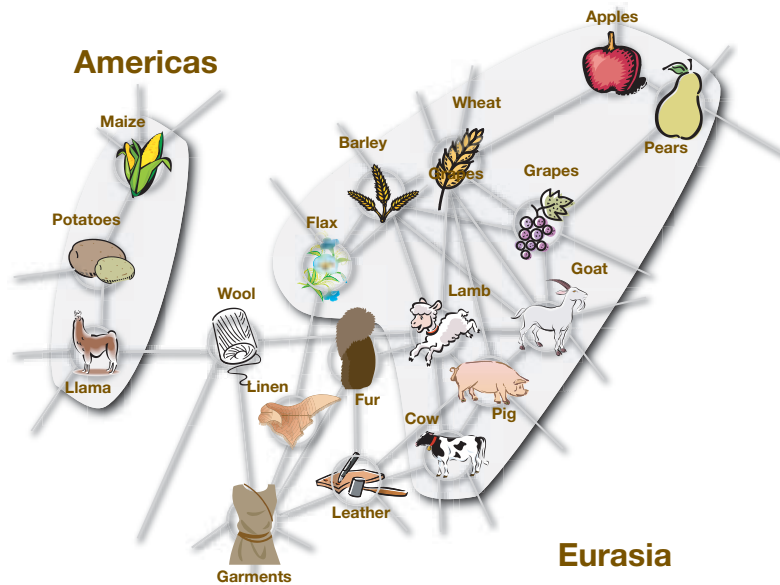 Apples
Americas
Wheat
Maize
Barley
Pears
Grapes
Potatoes
Flax
Goat
Wool
Lamb
Llama
Linen
Fur
Cow
Pig
Leather
Eurasia
Garments